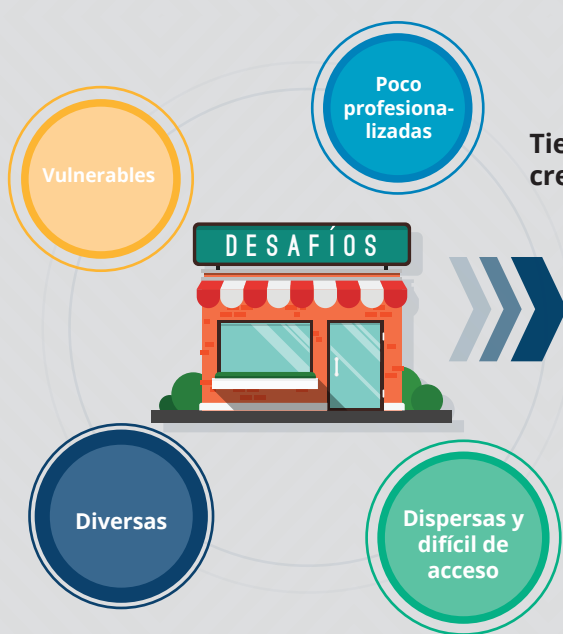 Poco
profesiona-
lizadas
Vulnerables
DESAFÍOS
Diversas
Dispersas y
difícil de
acceso